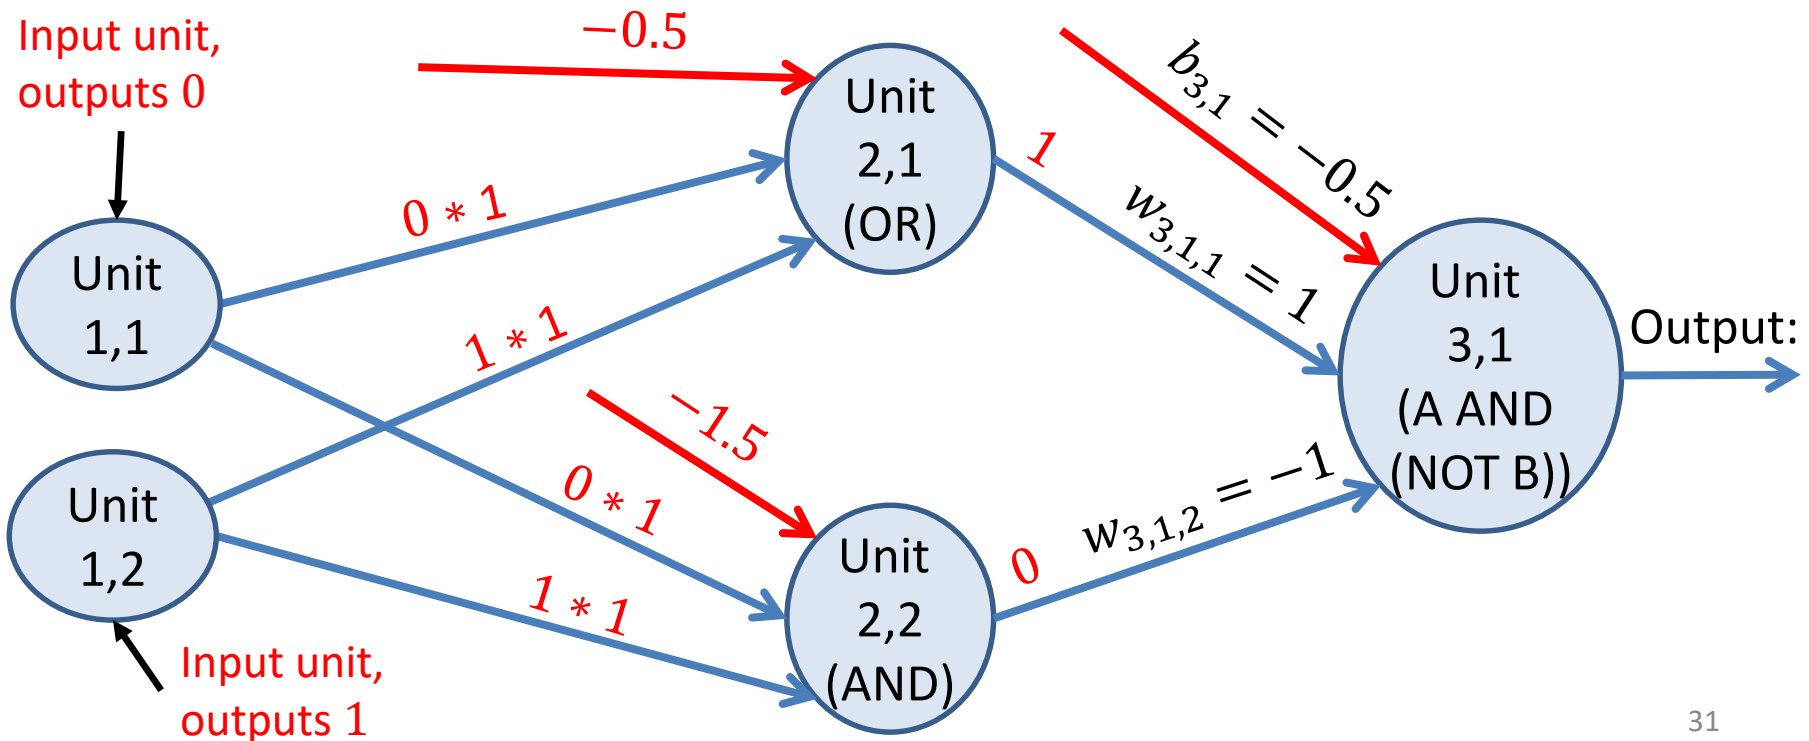 Input unit,
outputs 0
−0.5
Unit
2,1
(OR)
0 * 1
1
b₃,₁ = −0.5
w₃,₁,₁ = 1
Unit
1,1
1 * 1
Unit
3,1
(A AND
(NOT B))
Output:
−1.5
0 * 1
Unit
1,2
1 * 1
Unit
2,2
(AND)
0
w₃,₁,₂ = −1
Input unit,
outputs 1
31